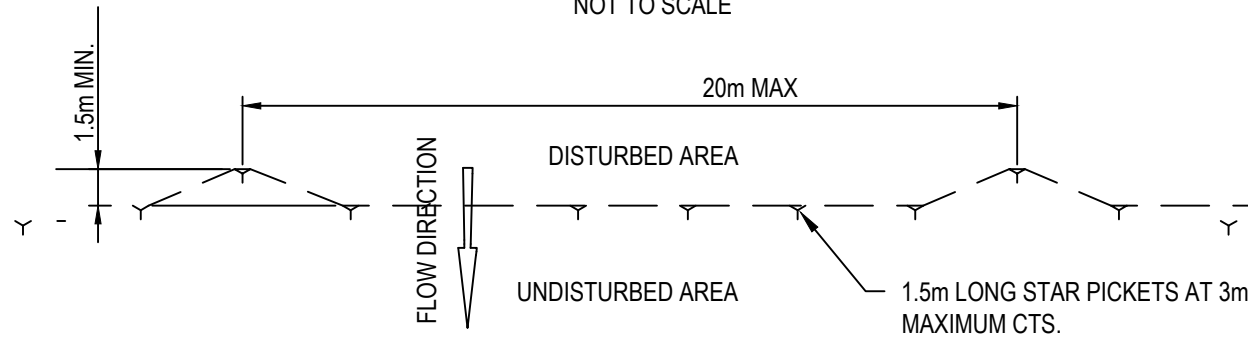 NOT TO SCALE
1.5m MIN.
20m MAX
DISTURBED AREA
FLOW DIRECTION
UNDISTURBED AREA
1.5m LONG STAR PICKETS AT 3m
MAXIMUM CTS.